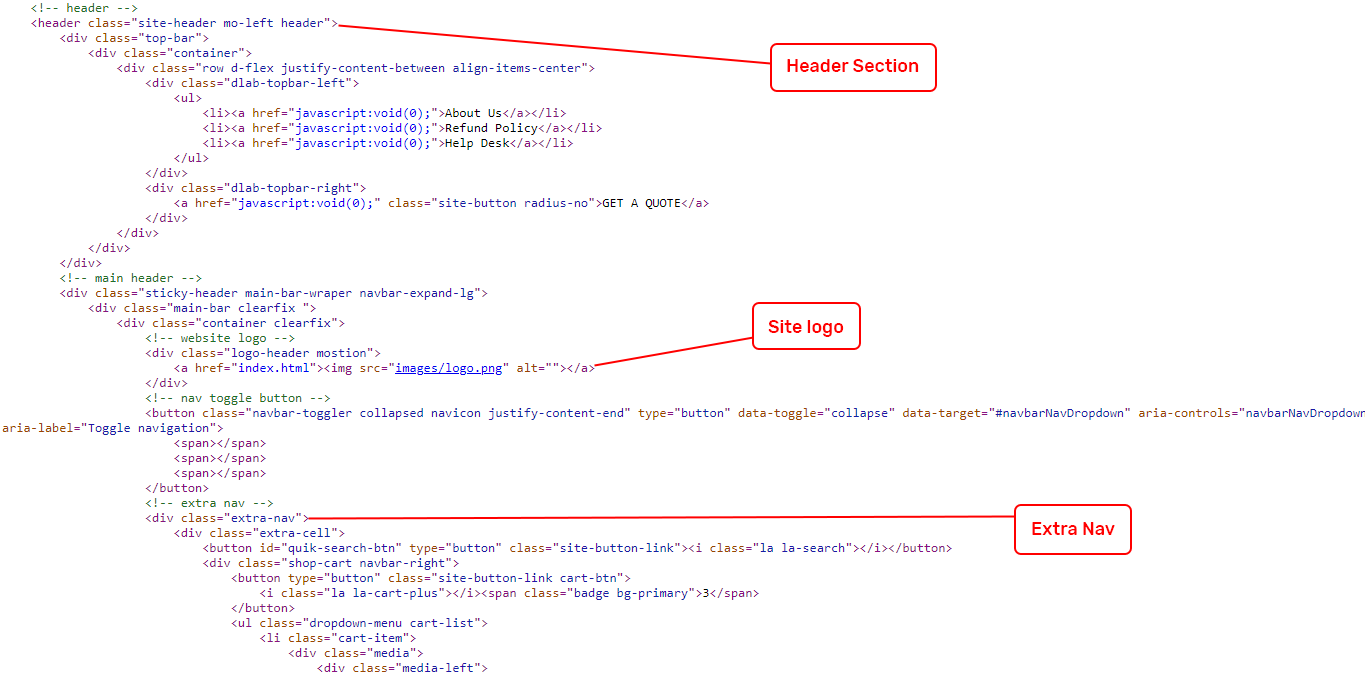 <!-- header -->
<header class="site-header mo-left header">
<div class="top-bar">
<div class="container">
<div class="row d-flex justify-content-between align-items-center">
<div class="dlab-topbar-left">
<ul>
<li><a href="javascript:void(0);">About Us</a></li>
<li><a href="javascript:void(0);">Refund Policy</a></li>
<li><a href="javascript:void(0);">Help Desk</a></li>
</ul>
</div>
<div class="dlab-topbar-right">
<a href="javascript:void(0);" class="site-button radius-no">GET A QUOTE</a>
</div>
</div>
</div>
</div>
<!-- main header -->
<div class="sticky-header main-bar-wraper navbar-expand-lg">
<div class="main-bar clearfix ">
<div class="container clearfix">
<!-- website logo -->
<div class="logo-header mostion">
<a href="index.html"><img src="images/logo.png" alt=""></a>
</div>
<!-- nav toggle button -->
<button class="navbar-toggler collapsed navicon justify-content-end" type="button" data-toggle="collapse" data-target="#navbarNavDropdown" aria-controls="navbarNavDropdown
aria-label="Toggle navigation">
<span></span>
<span></span>
<span></span>
</button>
<!-- extra nav -->
<div class="extra-nav">
<div class="extra-cell">
<button id="quik-search-btn" type="button" class="site-button-link"><i class="la la-search"></i></button>
<div class="shop-cart navbar-right">
<button type="button" class="site-button-link cart-btn">
<i class="la la-cart-plus"></i><span class="badge bg-primary">3</span>
</button>
<ul class="dropdown-menu cart-list">
<li class="cart-item">
<div class="media">
<div class="media-left">
Header Section
Site logo
Extra Nav